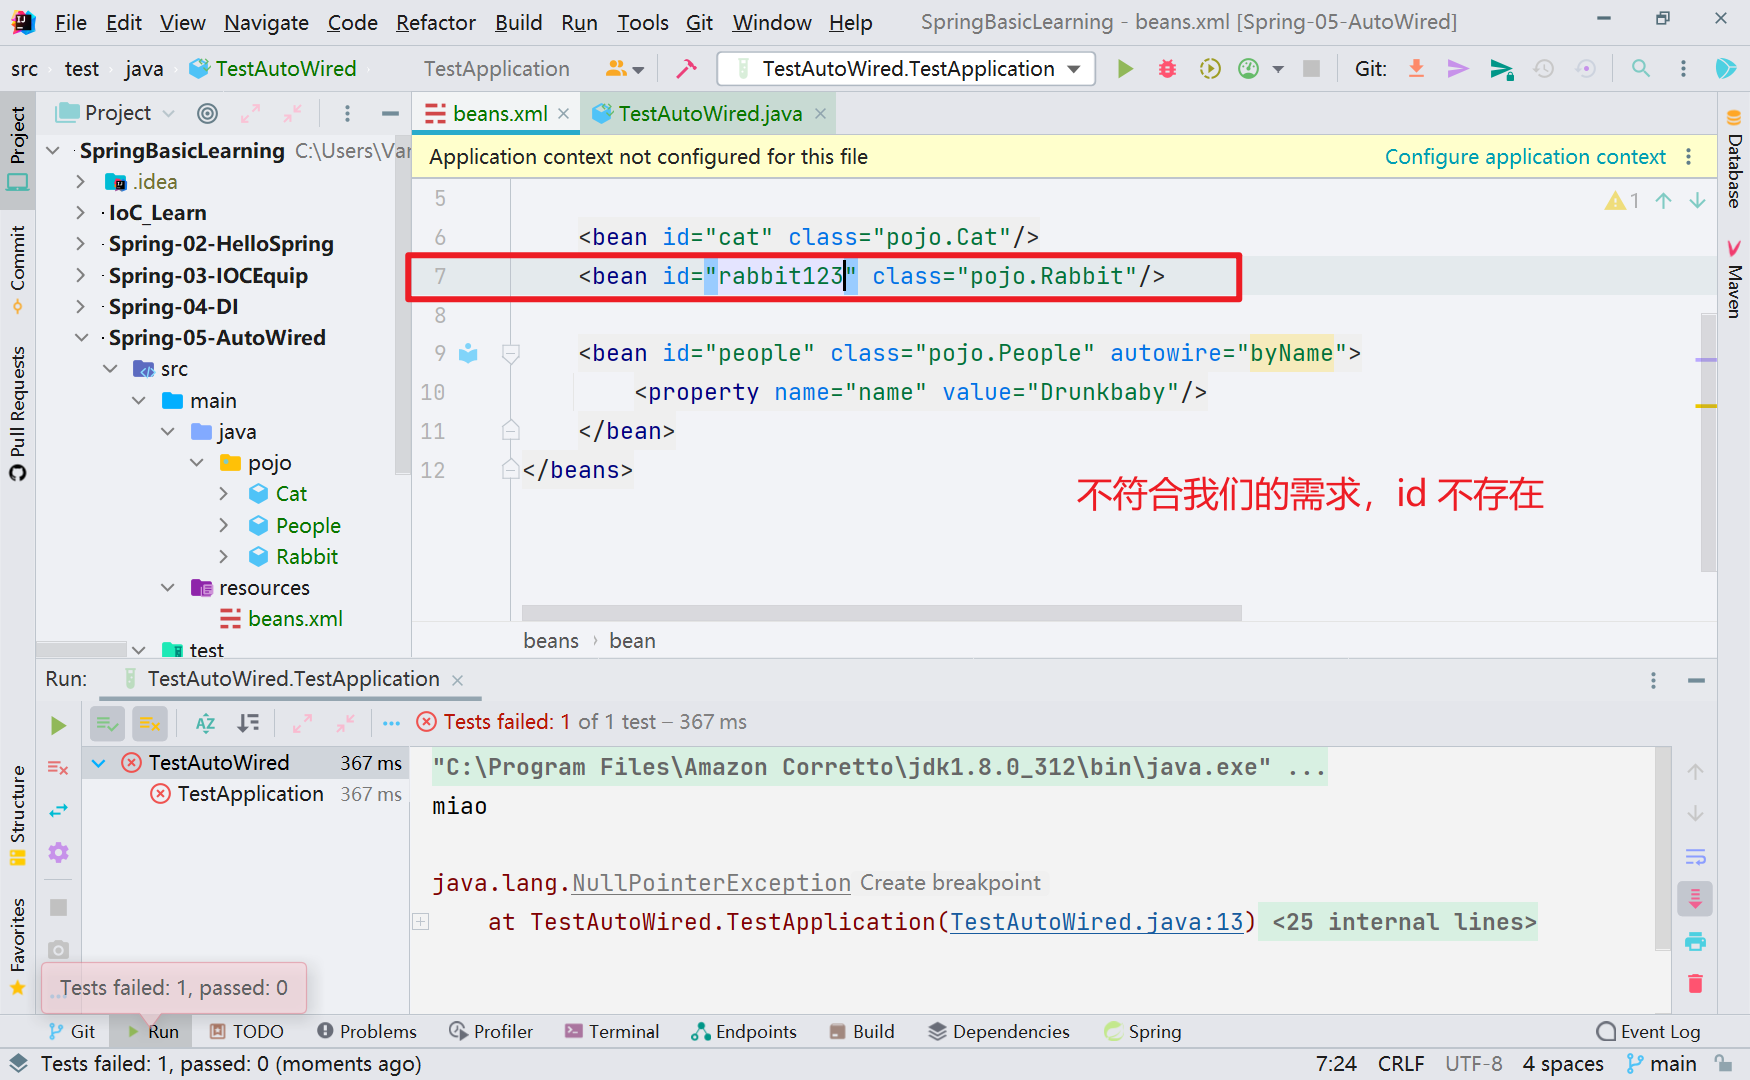 File Edit View Navigate Code Refactor Build Run Tools Git Window Help SpringBasicLearning - beans.xml [Spring-05-AutoWired]
src test java TestAutoWired TestApplication TestAutoWired.TestApplication Git:
Project beans.xml TestAutoWired.java
Project
SpringBasicLearning C:\Users\Var
Application context not configured for this file Configure application context
.idea
IoC_Learn
Spring-02-HelloSpring
Spring-03-IOCEquip
Spring-04-DI
Spring-05-AutoWired
src
main
java
pojo
Cat
People
Rabbit
resources
beans.xml
test
Commit
Pull Requests
Database
Maven
1
5
6 <bean id="cat" class="pojo.Cat"/>
7 <bean id="rabbit123" class="pojo.Rabbit"/>
8
9 <bean id="people" class="pojo.People" autowire="byName">
10 <property name="name" value="Drunkbaby"/>
11 </bean>
12 </beans>
不符合我们的需求，id 不存在
beans › bean
Run: TestAutoWired.TestApplication
Tests failed: 1 of 1 test – 367 ms
TestAutoWired 367 ms
TestApplication 367 ms
"C:\Program Files\Amazon Corretto\jdk1.8.0_312\bin\java.exe" ...
miao
java.lang.NullPointerException Create breakpoint
at TestAutoWired.TestApplication(TestAutoWired.java:13) <25 internal lines>
Structure
Favorites
Tests failed: 1, passed: 0
Git Run TODO Problems Profiler Terminal Endpoints Build Dependencies Spring Event Log
Tests failed: 1, passed: 0 (moments ago) 7:24 CRLF UTF-8 4 spaces main